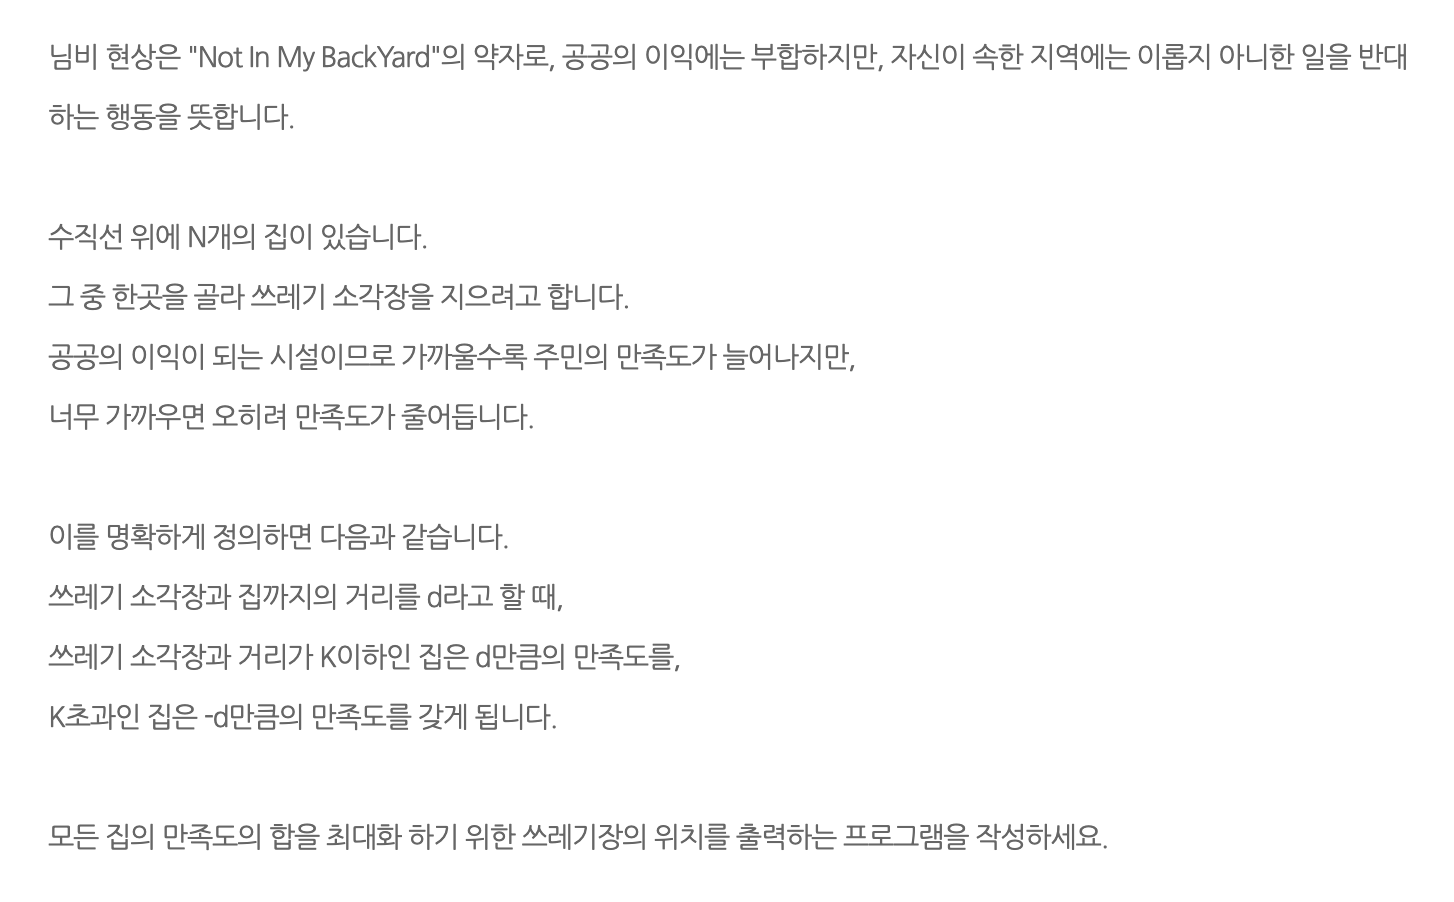 님비 현상은 "Not In My BackYard"의 약자로, 공공의 이익에는 부합하지만, 자신이 속한 지역에는 이롭지 아니한 일을 반대
하는 행동을 뜻합니다.
수직선 위에 N개의 집이 있습니다.
그 중 한곳을 골라 쓰레기 소각장을 지으려고 합니다.
공공의 이익이 되는 시설이므로 가까울수록 주민의 만족도가 늘어나지만,
너무 가까우면 오히려 만족도가 줄어듭니다.
이를 명확하게 정의하면 다음과 같습니다.
쓰레기 소각장과 집까지의 거리를 d라고 할 때,
쓰레기 소각장과 거리가 K이하인 집은 d만큼의 만족도를,
K초과인 집은 -d만큼의 만족도를 갖게 됩니다.
모든 집의 만족도의 합을 최대화 하기 위한 쓰레기장의 위치를 출력하는 프로그램을 작성하세요.